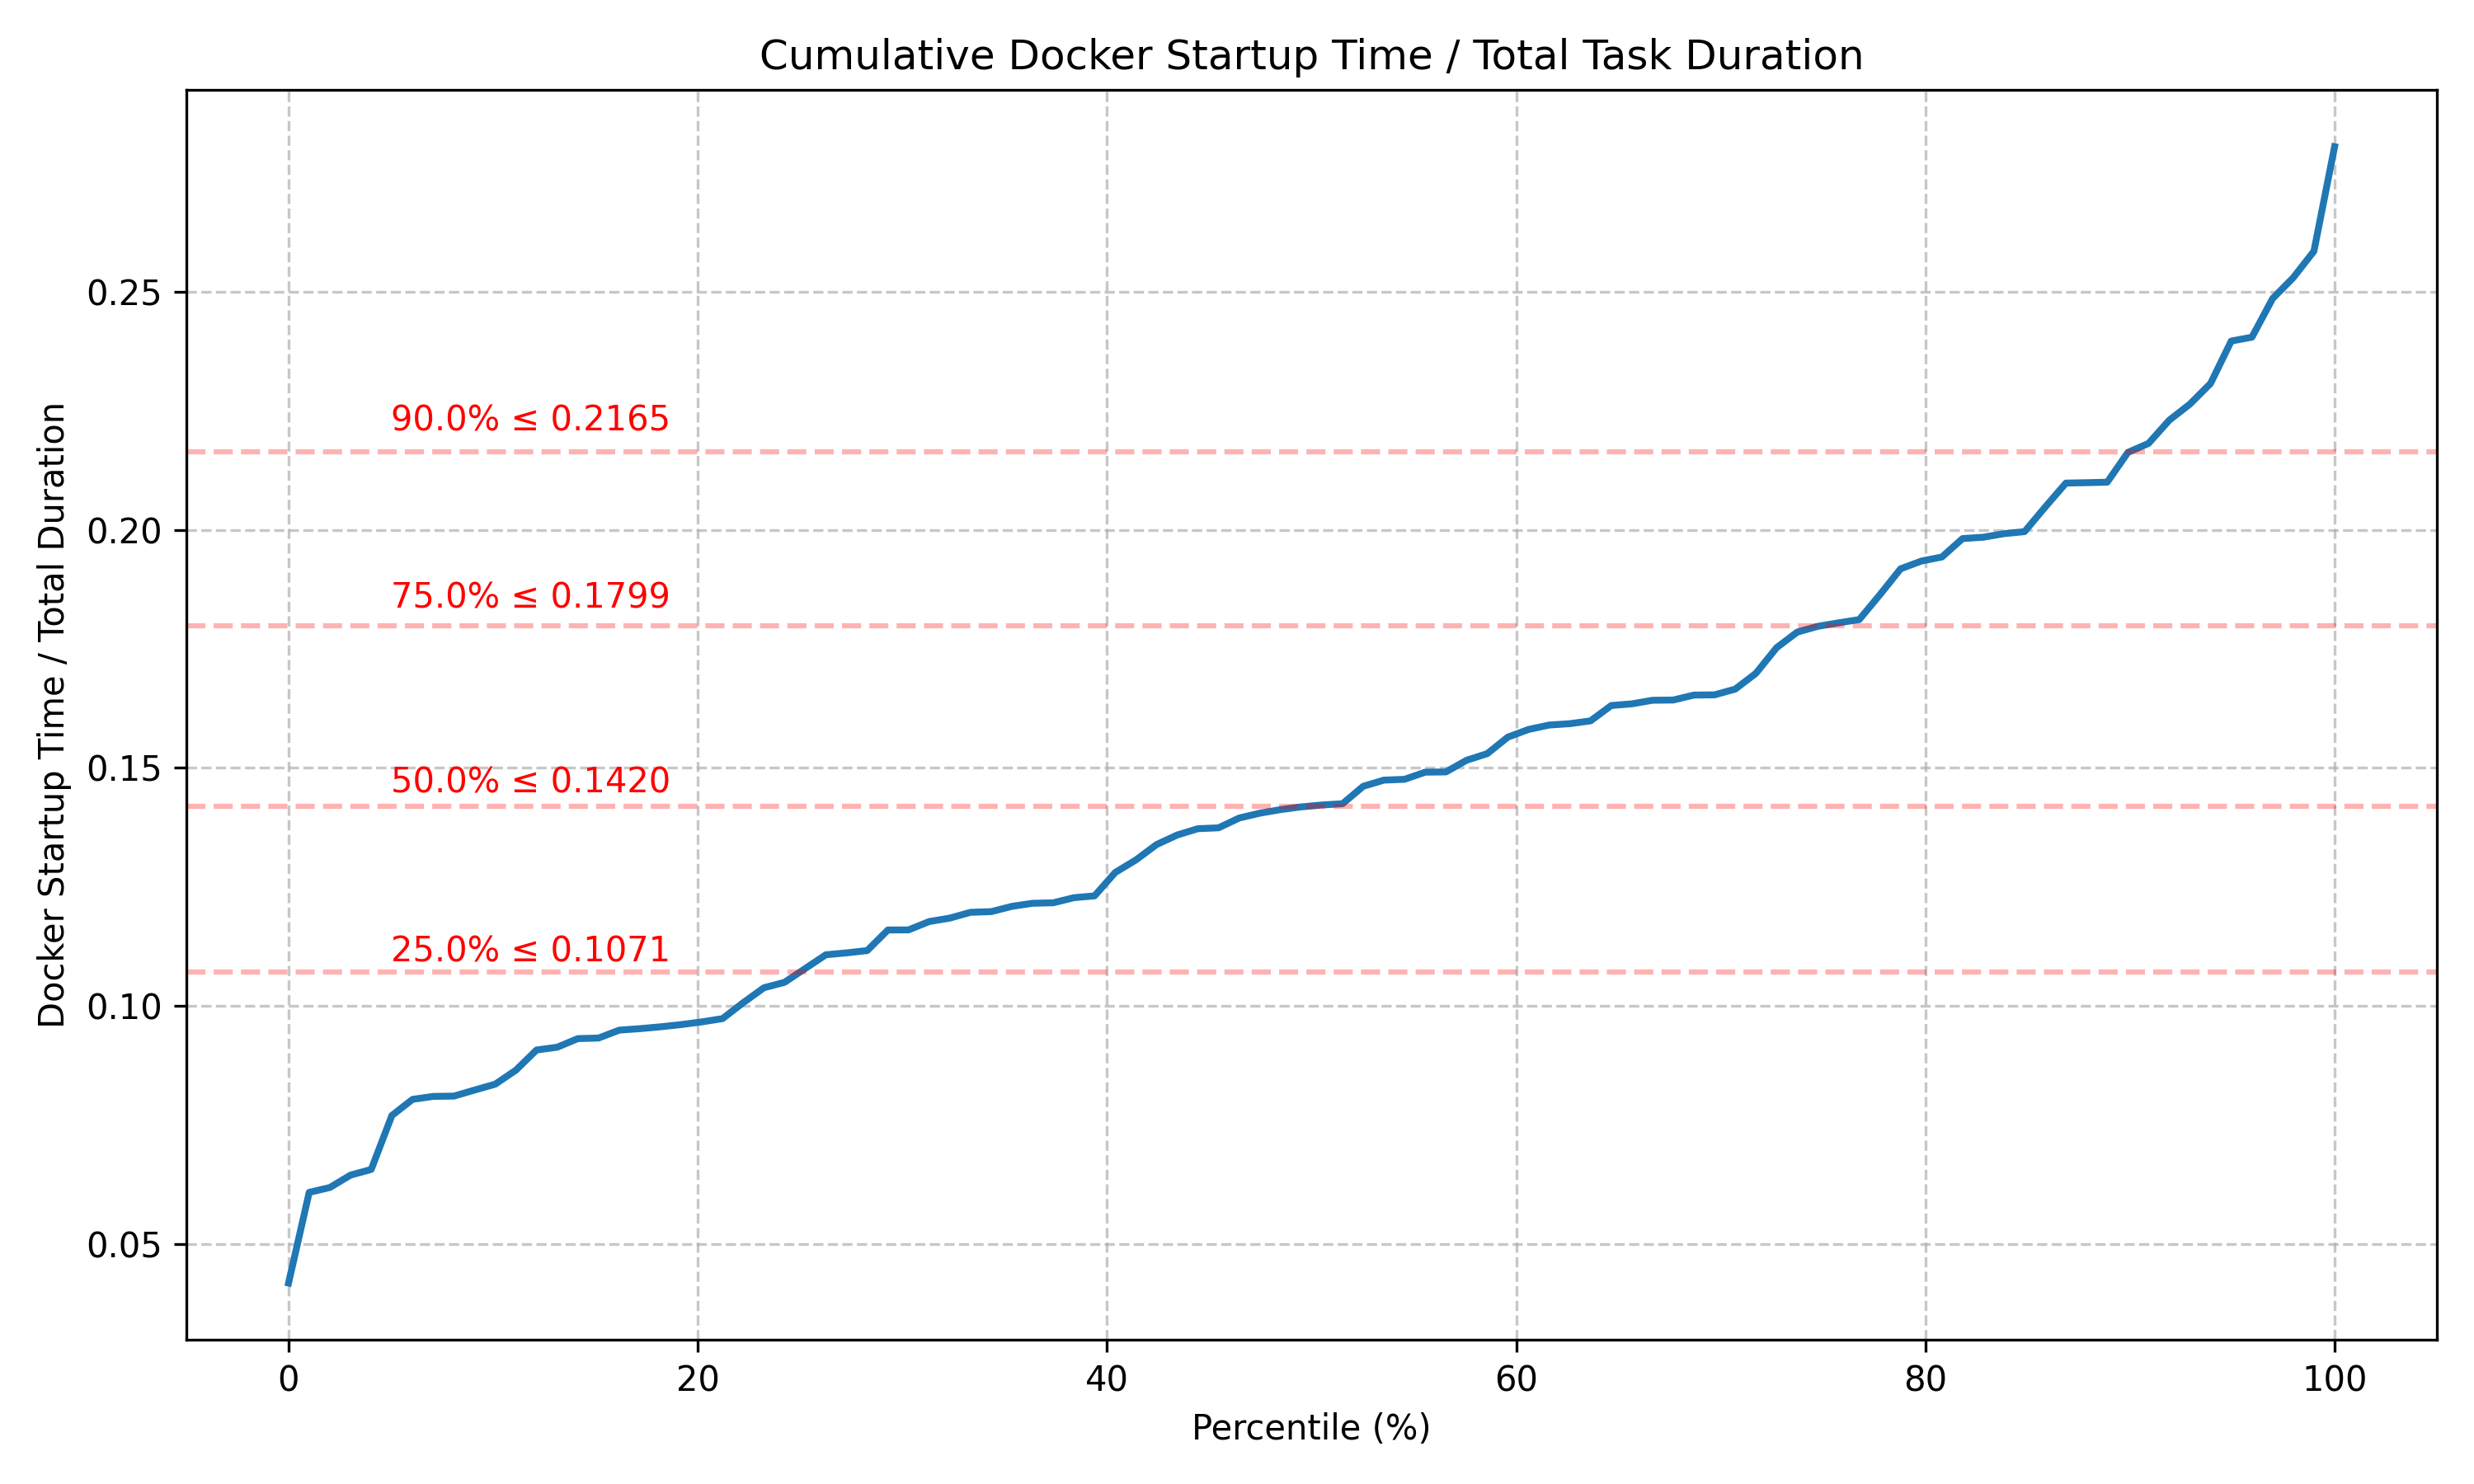 Cumulative Docker Startup Time / Total Task Duration
Docker Startup Time / Total Duration
0.25
0.20
0.15
0.10
0.05
90.0% ≤ 0.2165
75.0% ≤ 0.1799
50.0% ≤ 0.1420
25.0% ≤ 0.1071
0 20 40 60 80 100
Percentile (%)